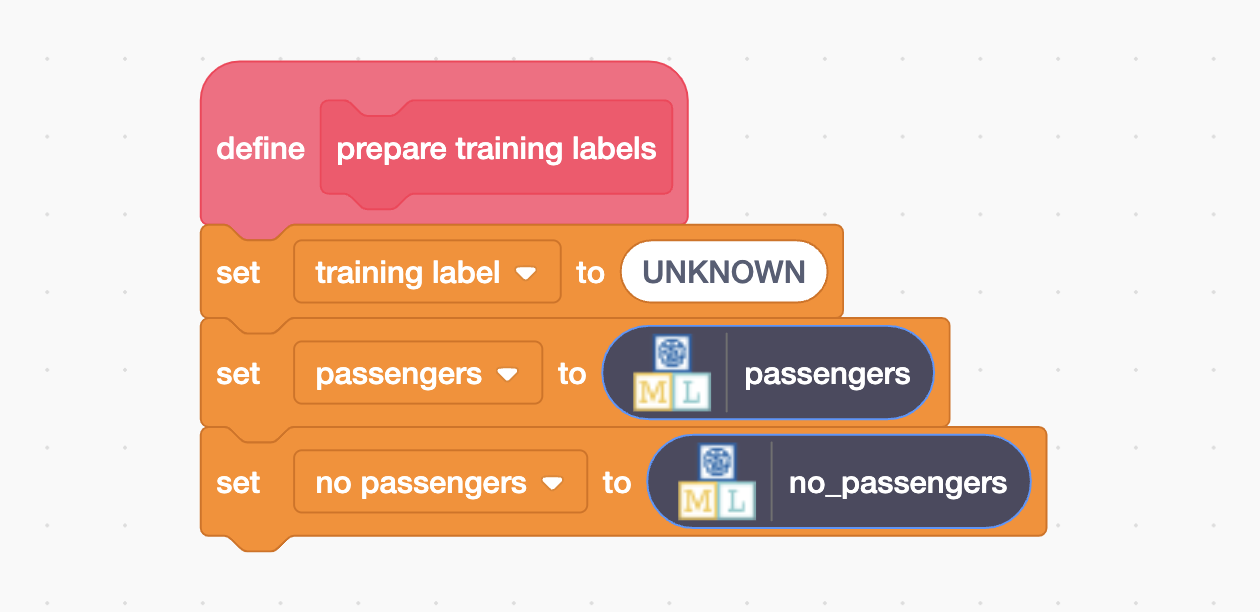 define prepare training labels
set training label to UNKNOWN
set passengers to ML passengers
set no passengers to ML no_passengers